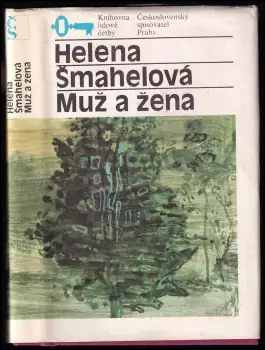 Knihovna
lidové
četby
Československý
spisovatel
Praha
Helena
Šmahelová
Muž a žena
Helena
Šmahelová
Muž a žena